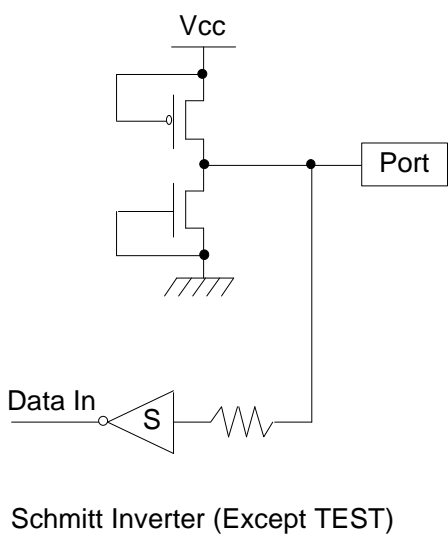 Vcc
Port
Data In
S
Schmitt Inverter (Except TEST)